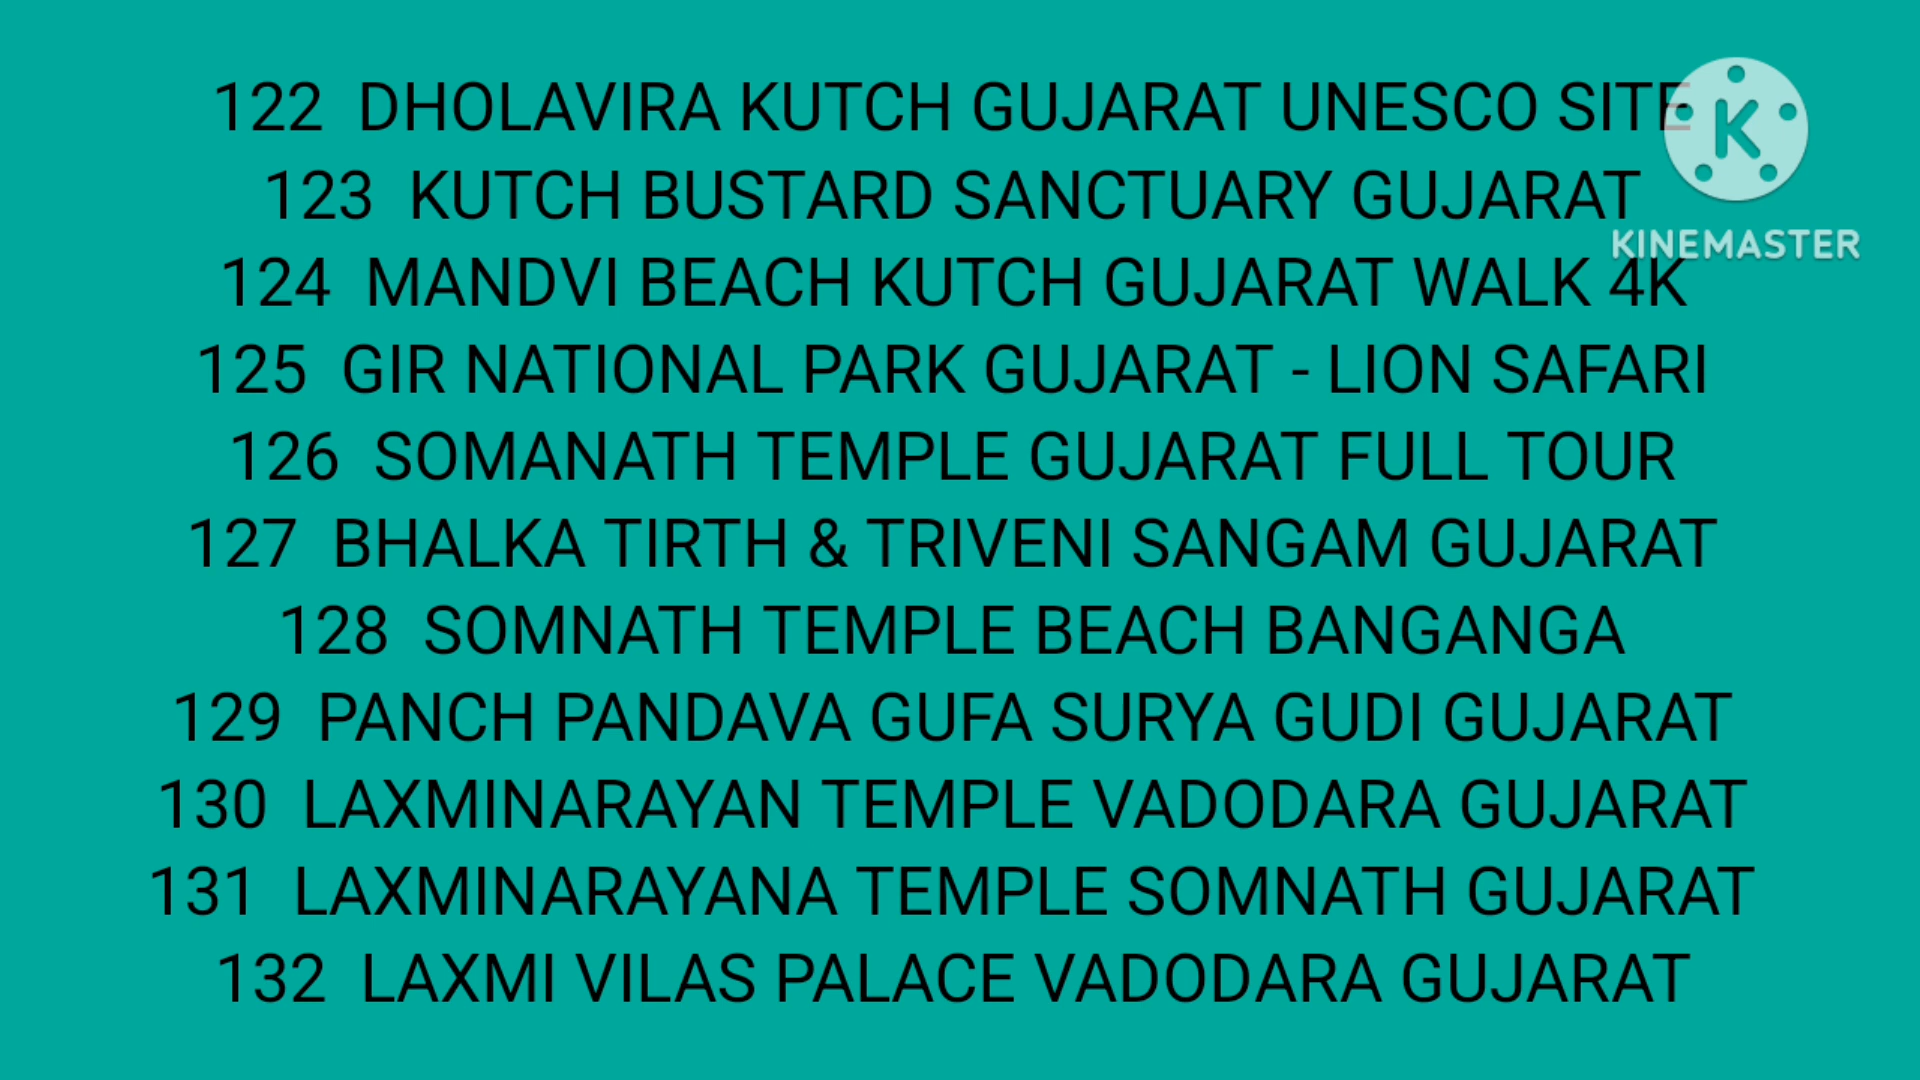 122 DHOLAVIRA KUTCH GUJARAT UNESCO SITE
123 KUTCH BUSTARD SANCTUARY GUJARAT
KINEMASTER
124 MANDVI BEACH KUTCH GUJARAT WALK 4K
125 GIR NATIONAL PARK GUJARAT - LION SAFARI
126 SOMANATH TEMPLE GUJARAT FULL TOUR
127 BHALKA TIRTH & TRIVENI SANGAM GUJARAT
128 SOMNATH TEMPLE BEACH BANGANGA
129 PANCH PANDAVA GUFA SURYA GUDI GUJARAT
130 LAXMINARAYAN TEMPLE VADODARA GUJARAT
131 LAXMINARAYANA TEMPLE SOMNATH GUJARAT
132 LAXMI VILAS PALACE VADODARA GUJARAT